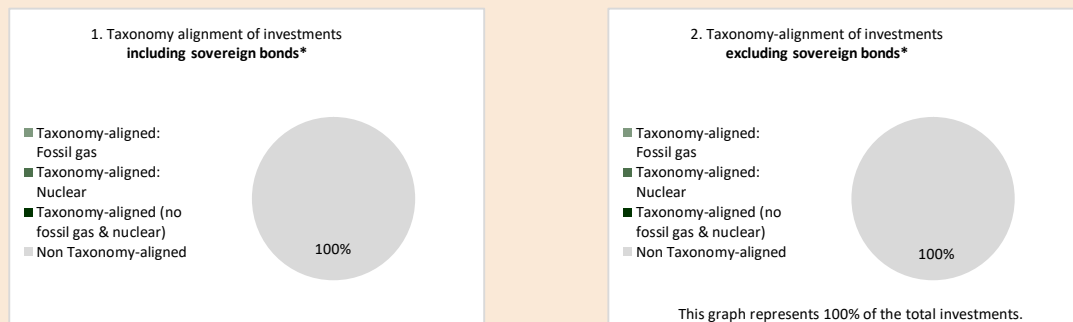 1. Taxonomy alignment of investments
including sovereign bonds*
Taxonomy-aligned:
Fossil gas
Taxonomy-aligned:
Nuclear
Taxonomy-aligned (no
fossil gas & nuclear)
Non Taxonomy-aligned
100%
2. Taxonomy-alignment of investments
excluding sovereign bonds*
Taxonomy-aligned:
Fossil gas
Taxonomy-aligned:
Nuclear
Taxonomy-aligned (no
fossil gas & nuclear)
Non Taxonomy-aligned
100%
This graph represents 100% of the total investments.